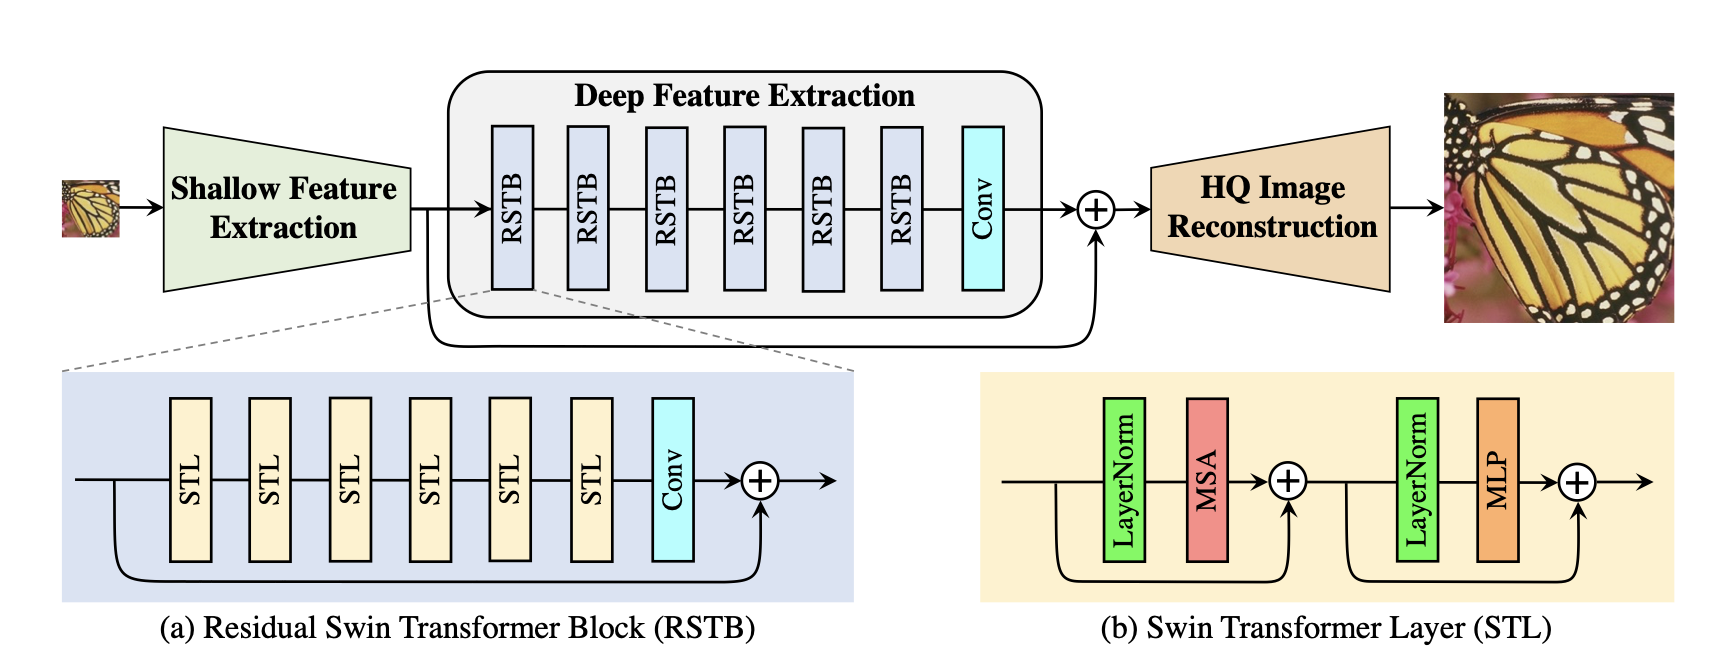 Deep Feature Extraction
Shallow Feature
Extraction
RSTB
RSTB
RSTB
RSTB
RSTB
RSTB
Conv
HQ Image
Reconstruction
STL
STL
STL
STL
STL
STL
Conv
LayerNorm
MSA
LayerNorm
MLP
(a) Residual Swin Transformer Block (RSTB)
(b) Swin Transformer Layer (STL)